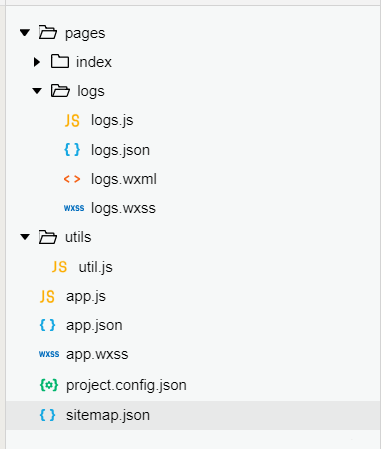 pages
index
logs
JS logs.js
{ } logs.json
< > logs.wxml
wxss logs.wxss
utils
JS util.js
JS app.js
{ } app.json
wxss app.wxss
{ } project.config.json
{ } sitemap.json